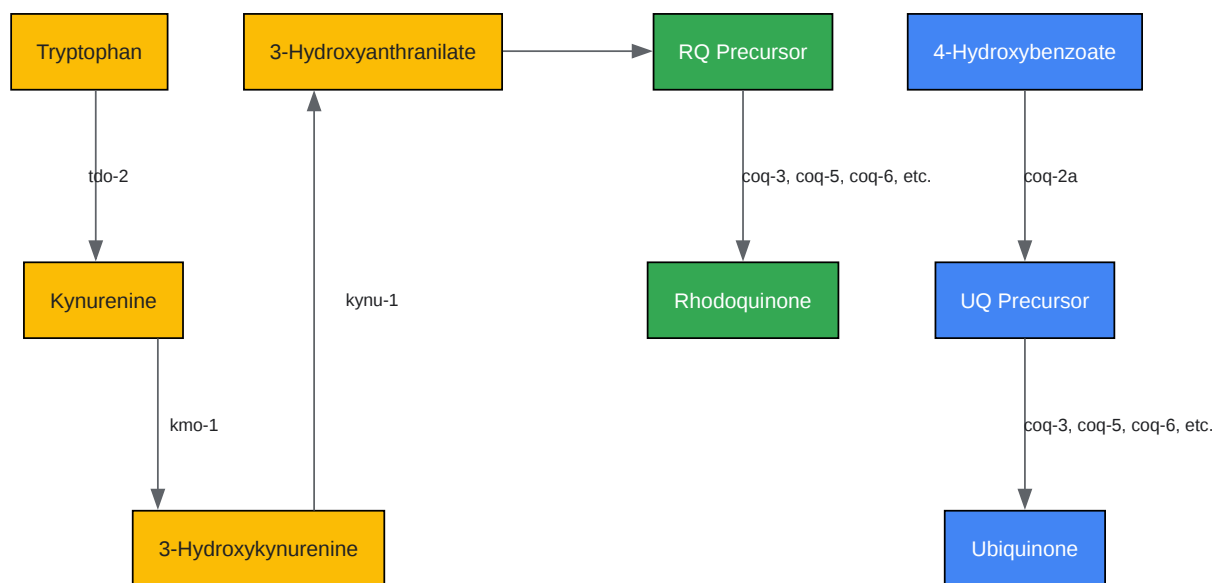 Tryptophan
3-Hydroxyanthranilate
RQ Precursor
4-Hydroxybenzoate
tdo-2
coq-3, coq-5, coq-6, etc.
coq-2a
Kynurenine
kynu-1
Rhodoquinone
UQ Precursor
kmo-1
coq-3, coq-5, coq-6, etc.
3-Hydroxykynurenine
Ubiquinone